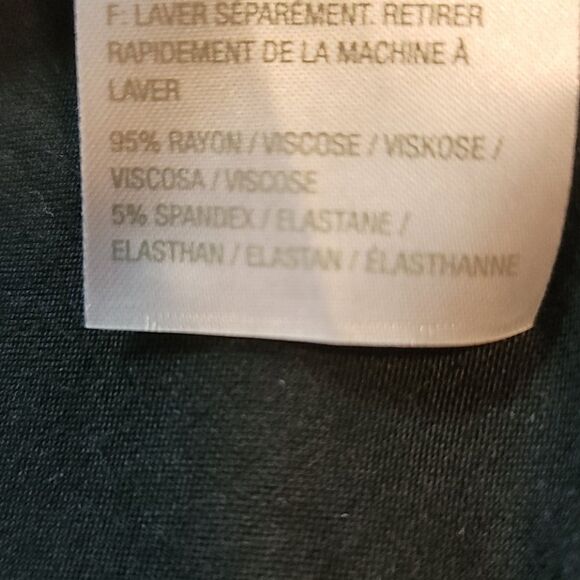 F: LAVER SÉPARÉMENT. RETIRER
RAPIDEMENT DE LA MACHINE À
LAVER
95% RAYON / VISCOSE / VISKOSE /
VISCOSA / VISCOSE
5% SPANDEX / ELASTANE /
ELASTHAN / ELASTAN / ÉLASTHANNE